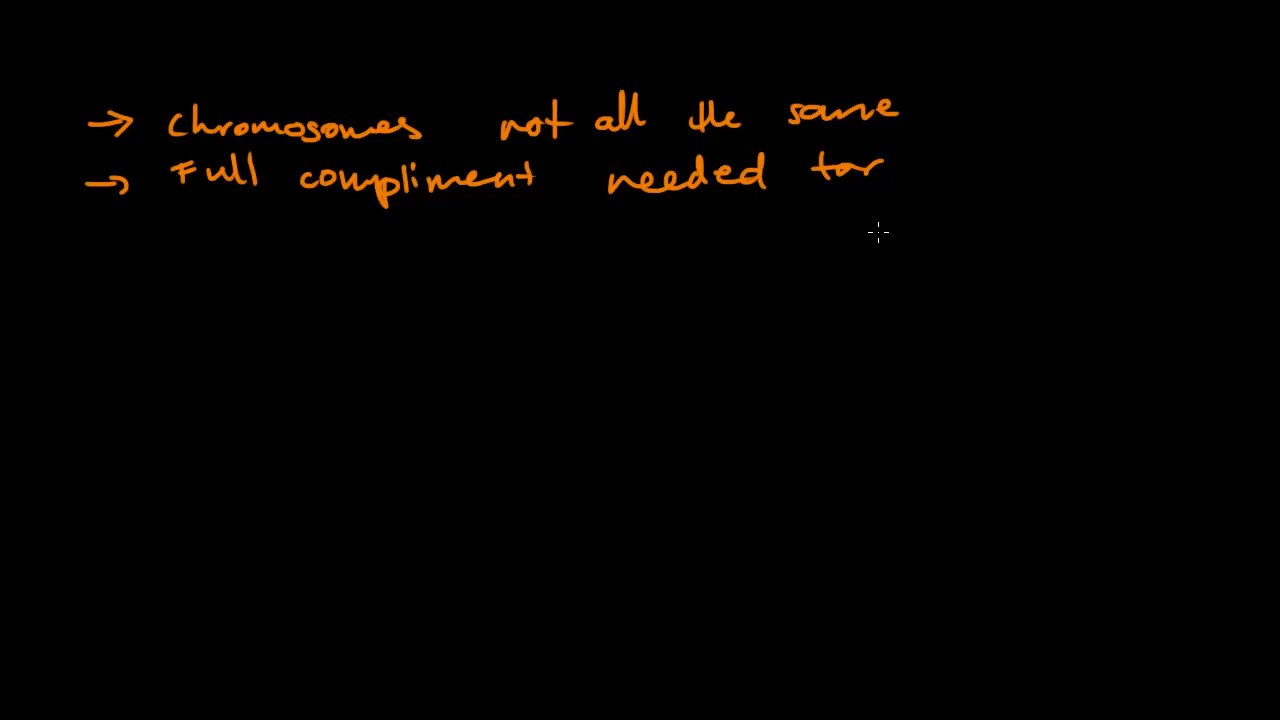 → chromosomes not all the same
→ Full compliment needed for